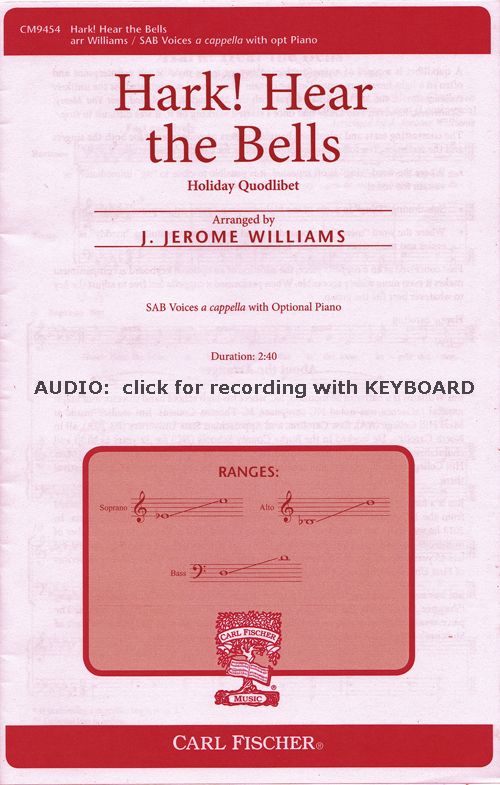 CM9454 Hark! Hear the Bells
arr Williams / SAB Voices a cappella with opt Piano
Hark! Hear
the Bells
Holiday Quodlibet
Arranged by
J. JEROME WILLIAMS
SAB Voices a cappella with Optional Piano
Duration: 2:40
AUDIO: click for recording with KEYBOARD
RANGES:
Soprano
Alto
Bass
CARL FISCHER
MUSIC
®
CARL FISCHER®